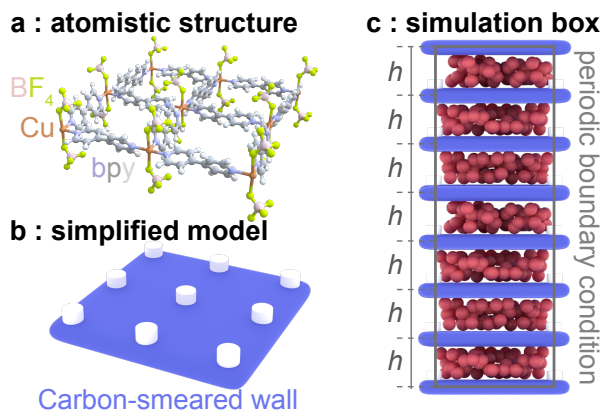 a : atomistic structure
BF4
Cu
bpy
b : simplified model
Carbon-smeared wall
c : simulation box
h
h
h
h
h
h
h
periodic boundary condition